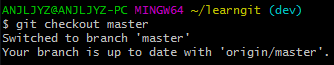 ANJLJYZ@ANJLJYZ-PC MINGW64 ~/learngit (dev)
$ git checkout master
Switched to branch 'master'
Your branch is up to date with 'origin/master'.